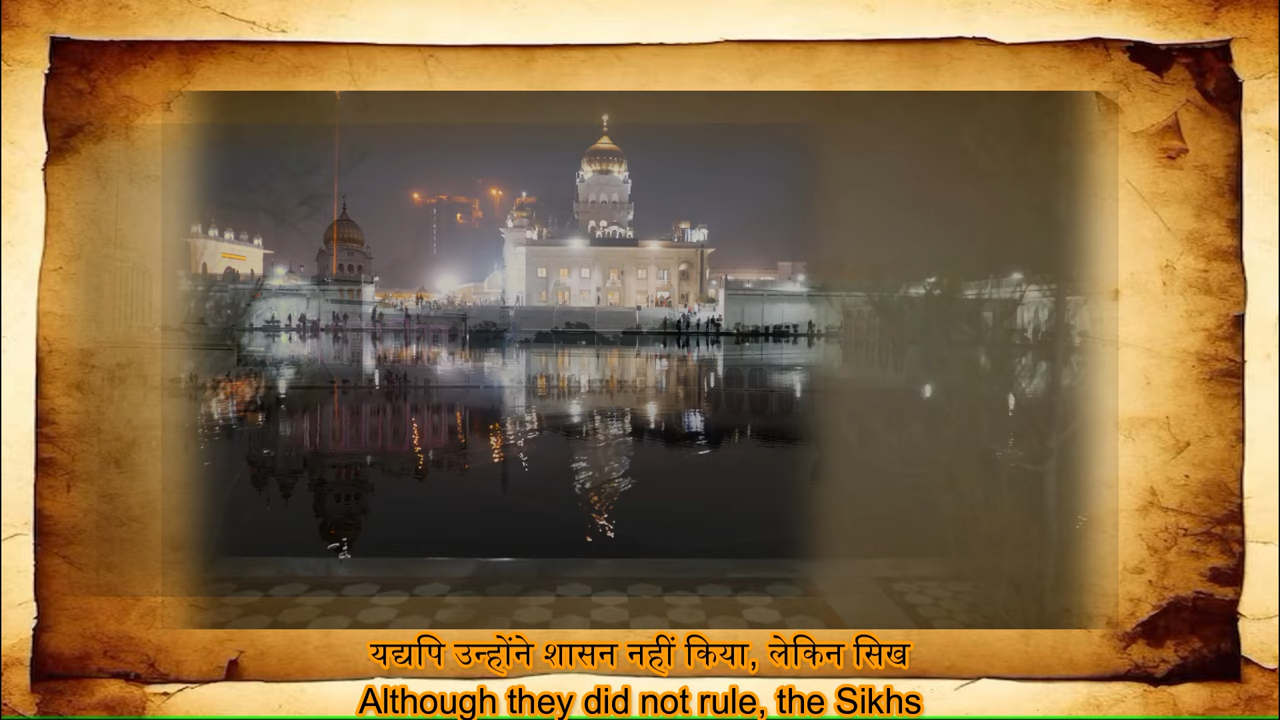 यद्यपि उन्होंने शासन नहीं किया, लेकिन सिख
Although they did not rule, the Sikhs